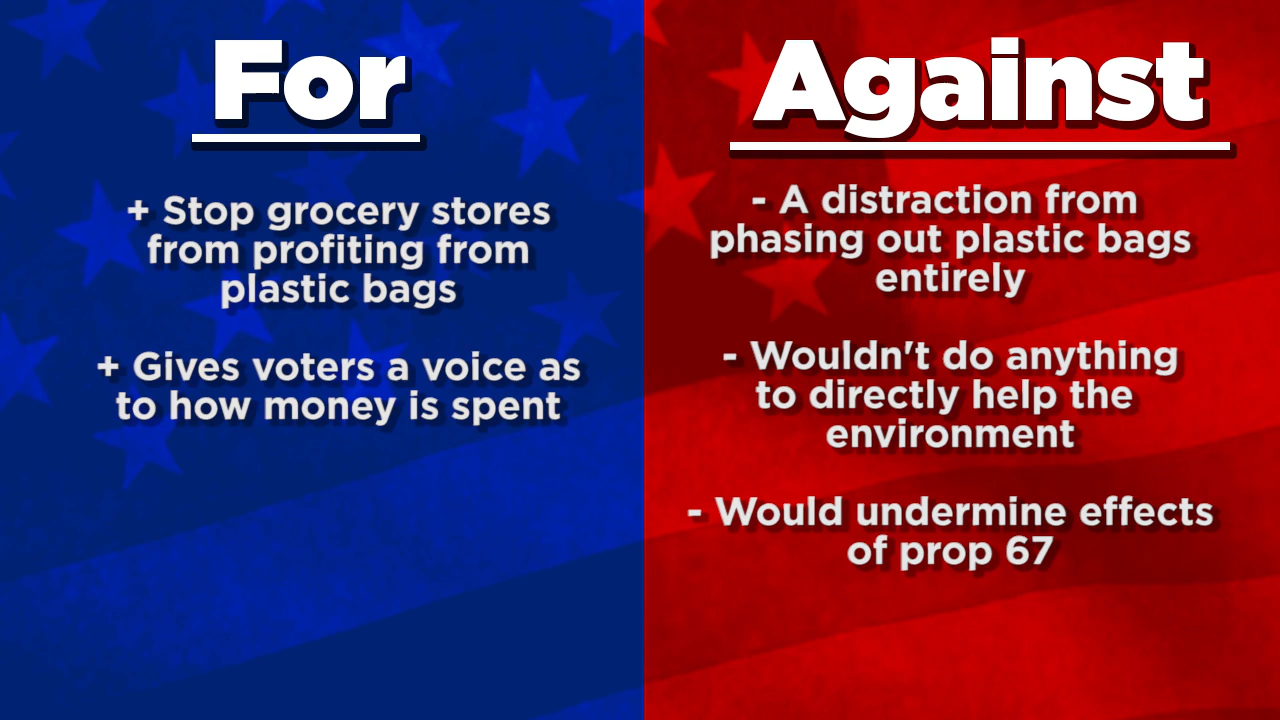 For
+ Stop grocery stores
from profiting from
plastic bags
+ Gives voters a voice as
to how money is spent
Against
- A distraction from
phasing out plastic bags
entirely
- Wouldn't do anything
to directly help the
environment
- Would undermine effects
of prop 67